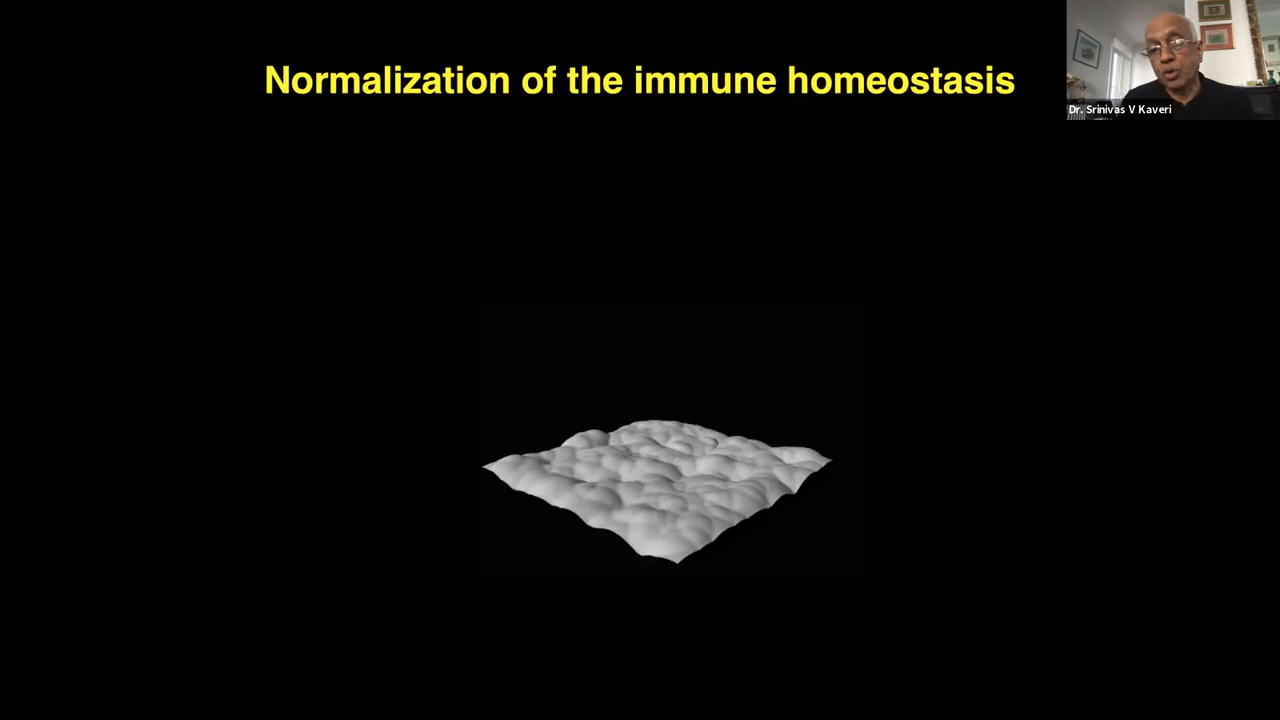 Normalization of the immune homeostasis
Dr. Srinivas V Kaveri